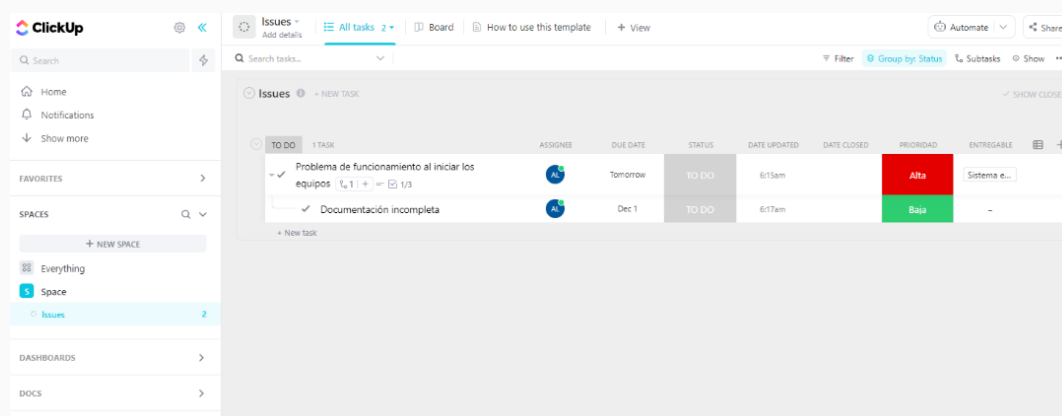 ClickUp
Search
Home
Notifications
Show more
FAVORITES
SPACES
+ NEW SPACE
Everything
S Space
Issues 2
DASHBOARDS
DOCS
Issues
Add details
All tasks 2
Board
How to use this template
+ View
Automate
Share
Search tasks...
Filter
Group by: Status
Subtasks
Show
Issues
+ NEW TASK
SHOW CLOSE
TO DO 1 TASK ASSIGNEE DUE DATE STATUS DATE UPDATED DATE CLOSED PRIORIDAD ENTREGABLE
Problema de funcionamiento al iniciar los
equipos 1 + 1/3
AL Tomorrow TO DO 6:15am Alta Sistema e...
Documentación incompleta AL Dec 1 TO DO 6:17am Baja –
+ New task